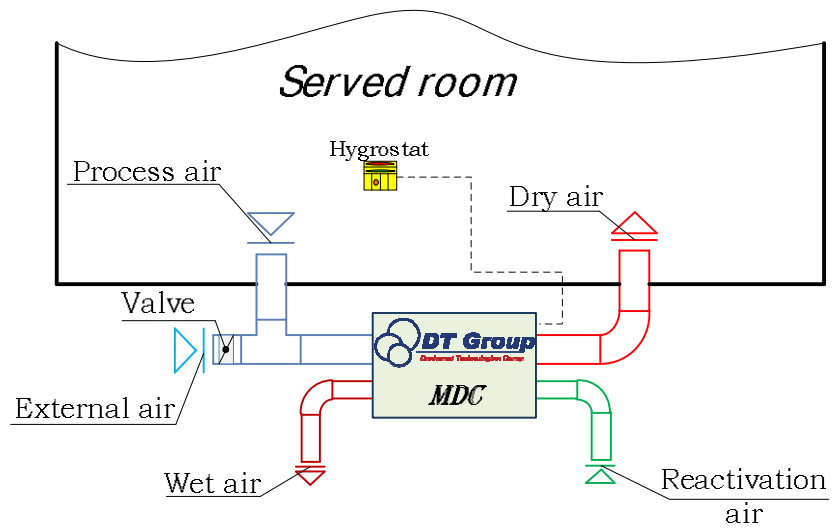 Served room
Hygrostat
Process air
Dry air
Valve
DT Group
External air
MDC
Wet air
Reactivation
air